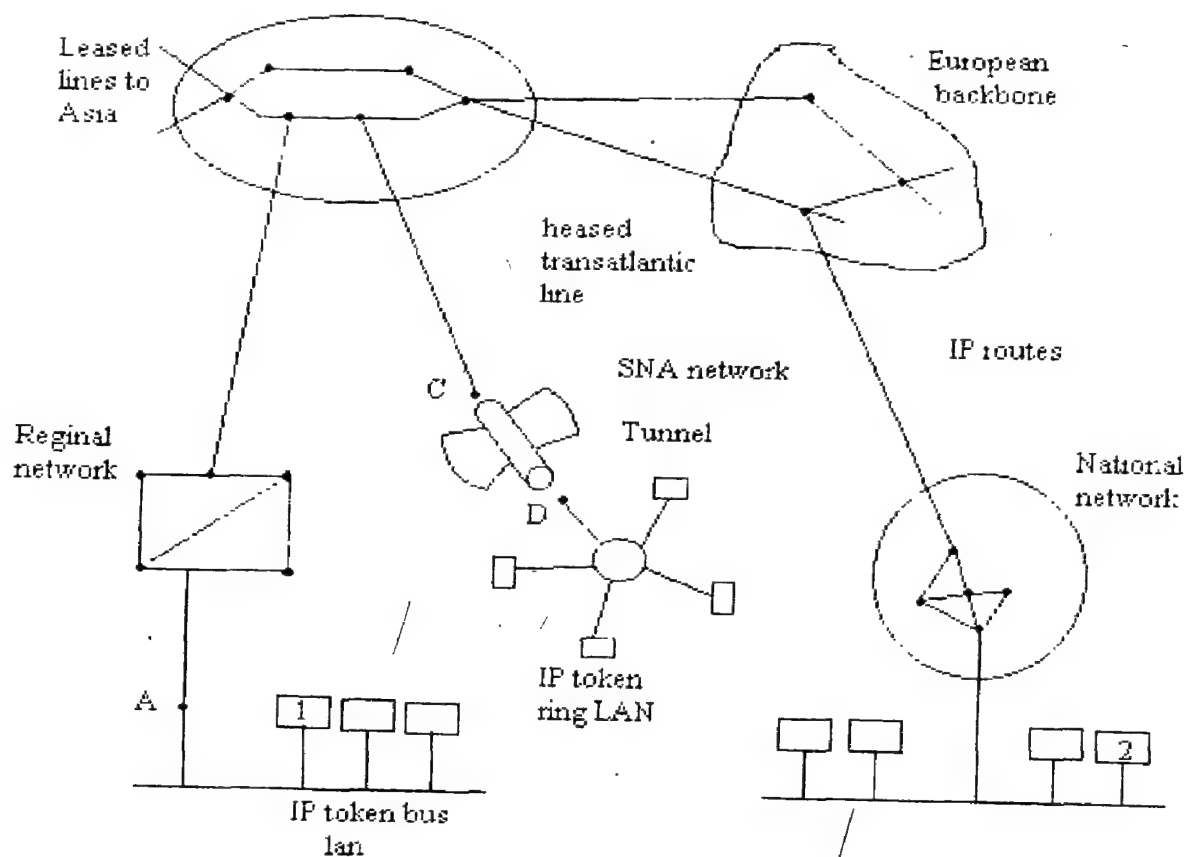 Leased
lines to
Asia
European
backbone
heased
transatlantic
line
IP routes
SNA network
C
Tunnel
Reginal
network
National
network
D
IP token
ring LAN
A
1
2
IP token bus
lan